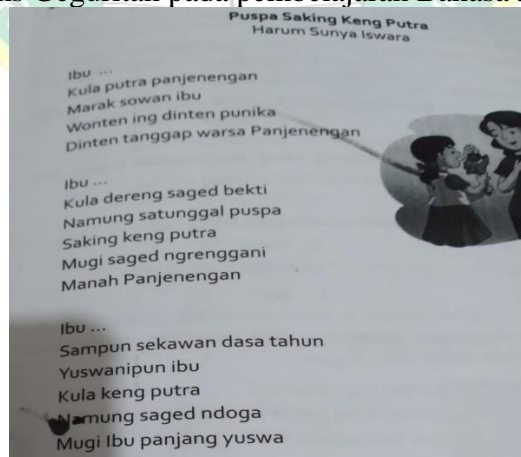 Puspa Saking Keng Putra
Harum Sunya Iswara
Ibu ...
Kula putra panjenengan
Marak sowan ibu
Wonten ing dinten punika
Dinten tanggap warsa Panjenengan
Ibu ...
Kula dereng saged bekti
Namung satunggal puspa
Saking keng putra
Mugi saged ngrenggani
Manah Panjenengan
Ibu ...
Sampun sekawan dasa tahun
Yuswanipun ibu
Kula keng putra
Namung saged ndoga
Mugi Ibu panjang yuswa